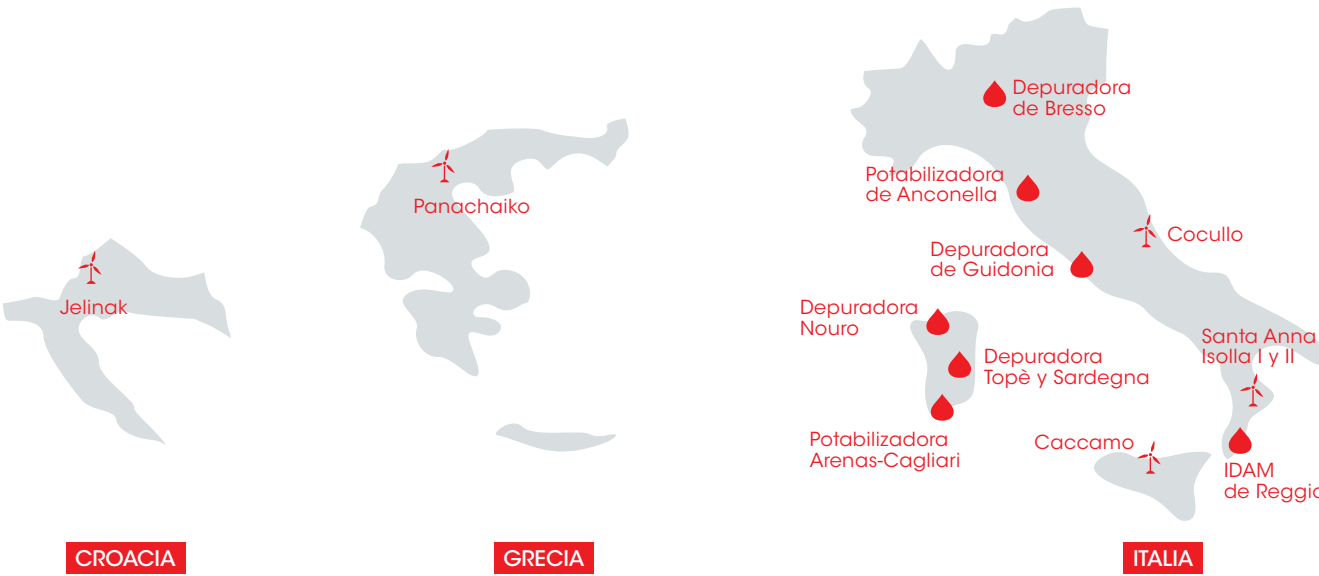 Jelinak
CROACIA
Panachaiko
GRECIA
Depuradora
de Bresso
Potabilizadora
de Anconella
Cocullo
Depuradora
de Guidonia
Depuradora
Nouro
Santa Anna
Isolla I y II
Depuradora
Topè y Sardegna
Potabilizadora
Arenas-Cagliari
Caccamo
IDAM
de Reggio
ITALIA